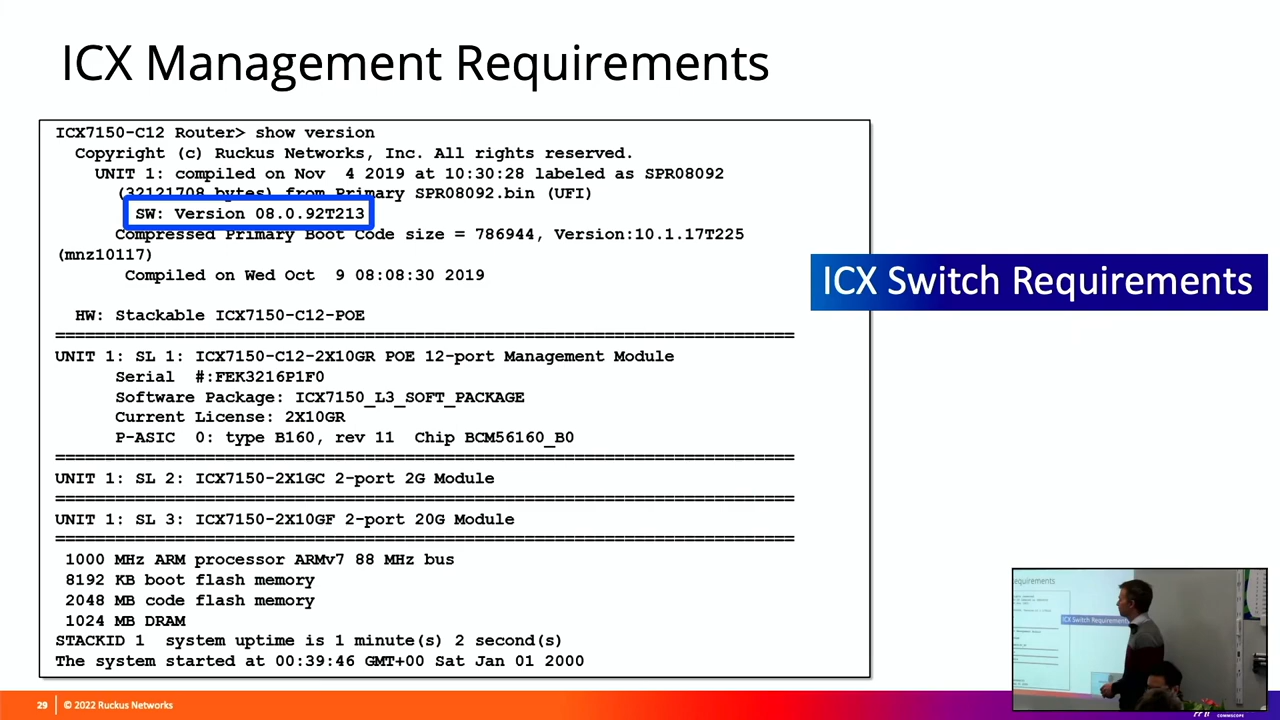 ICX Management Requirements
ICX7150-C12 Router> show version
Copyright (c) Ruckus Networks, Inc. All rights reserved.
UNIT 1: compiled on Nov 4 2019 at 10:30:28 labeled as SPR08092
(32121708 bytes) from Primary SPR08092.bin (UFI)
SW: Version 08.0.92T213
Compressed Primary Boot Code size = 786944, Version:10.1.17T225
(mnz10117)
Compiled on Wed Oct 9 08:08:30 2019
HW: Stackable ICX7150-C12-POE
==========================================================================
UNIT 1: SL 1: ICX7150-C12-2X10GR POE 12-port Management Module
Serial #:FEK3216P1F0
Software Package: ICX7150_L3_SOFT_PACKAGE
Current License: 2X10GR
P-ASIC 0: type B160, rev 11 Chip BCM56160_B0
==========================================================================
UNIT 1: SL 2: ICX7150-2X1GC 2-port 2G Module
==========================================================================
UNIT 1: SL 3: ICX7150-2X10GF 2-port 20G Module
==========================================================================
1000 MHz ARM processor ARMv7 88 MHz bus
8192 KB boot flash memory
2048 MB code flash memory
1024 MB DRAM
STACKID 1 system uptime is 1 minute(s) 2 second(s)
The system started at 00:39:46 GMT+00 Sat Jan 01 2000
ICX Switch Requirements
equirements
ICX Switch Requirements
29 © 2022 Ruckus Networks
COMMSCOPE